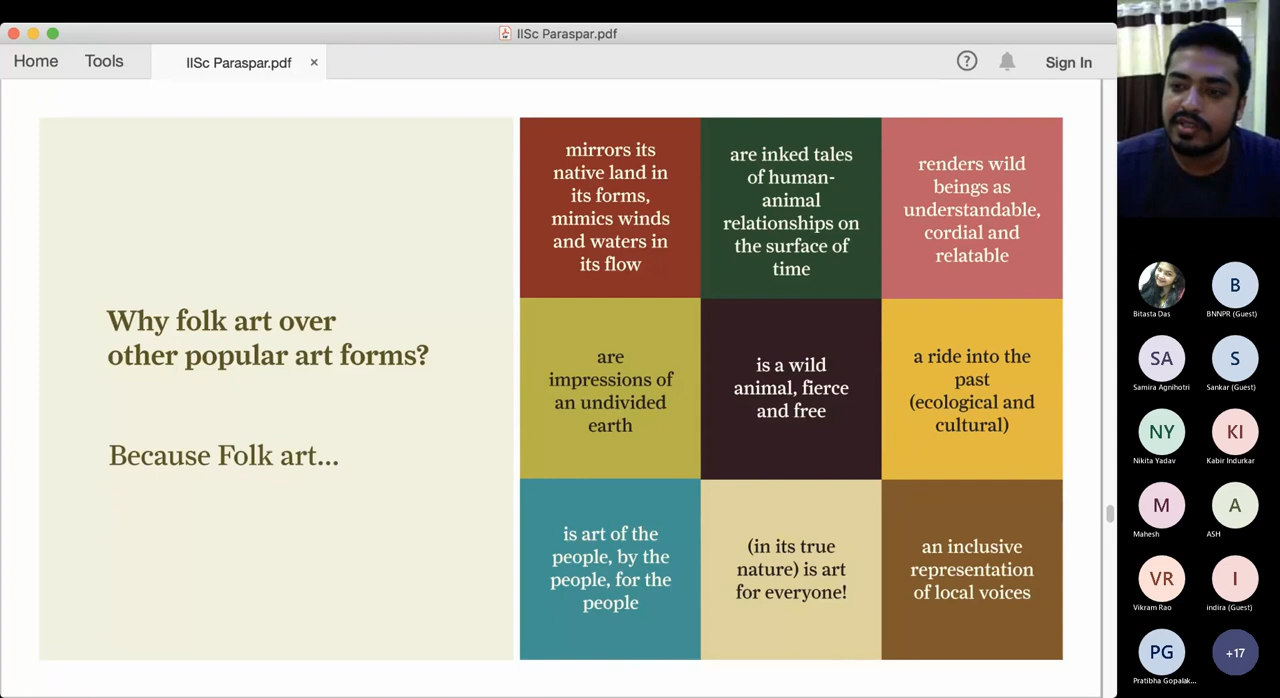 IISc Paraspar.pdf
Home
Tools
IISc Paraspar.pdf
×
?
Sign In
Why folk art over
other popular art forms?
Because Folk art...
mirrors its
native land in
its forms,
mimics winds
and waters in
its flow
are inked tales
of human-
animal
relationships on
the surface of
time
renders wild
beings as
understandable,
cordial and
relatable
are
impressions of
an undivided
earth
is a wild
animal, fierce
and free
a ride into the
past
(ecological and
cultural)
is art of the
people, by the
people, for the
people
(in its true
nature) is art
for everyone!
an inclusive
representation
of local voices
Bitasta Das
B
BNNPR (Guest)
SA
Samira Agnihotri
S
Sankar (Guest)
NY
Nikita Yadav
KI
Kabir Indurkar
M
Mahesh
A
ASH
VR
Vikram Rao
I
indira (Guest)
PG
Pratibha Gopalak...
+17